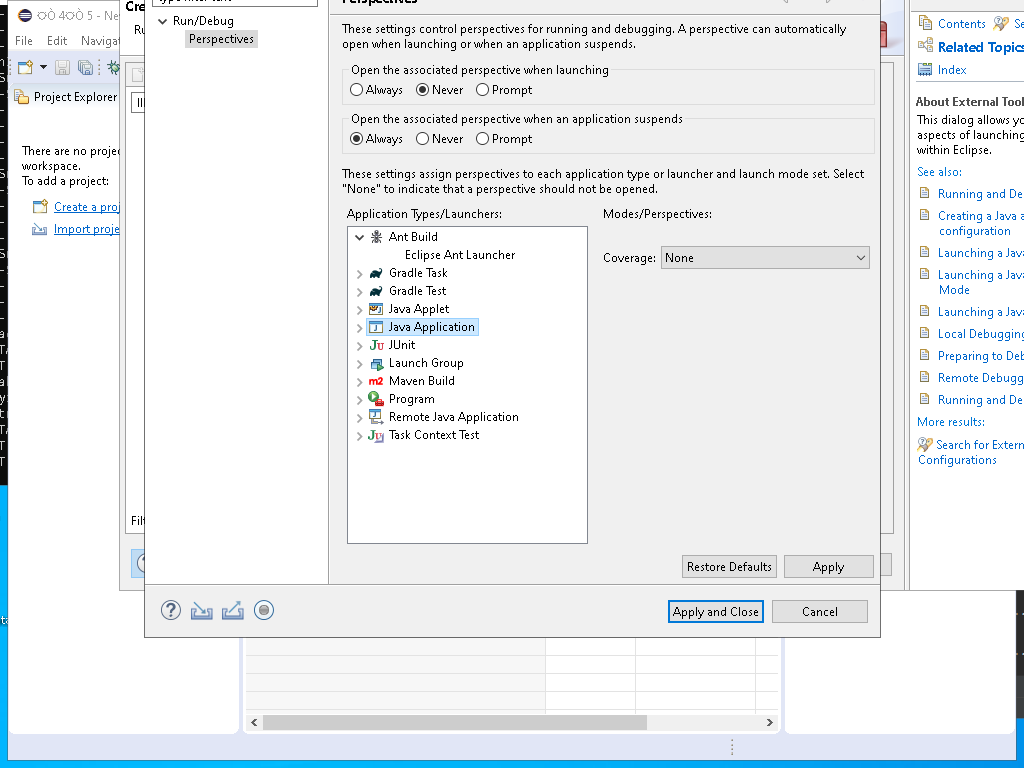 File Edit Navigat
Project Explorer
There are no projec
workspace.
To add a project:
Create a proj
Import proje
Cre
Ru
Filt
Run/Debug
Perspectives
Perspectives
These settings control perspectives for running and debugging. A perspective can automatically
open when launching or when an application suspends.
Open the associated perspective when launching
Always Never Prompt
Open the associated perspective when an application suspends
Always Never Prompt
These settings assign perspectives to each application type or launcher and launch mode set. Select
"None" to indicate that a perspective should not be opened.
Application Types/Launchers:
Ant Build
Eclipse Ant Launcher
Gradle Task
Gradle Test
Java Applet
Java Application
JUnit
Launch Group
Maven Build
Program
Remote Java Application
Task Context Test
Modes/Perspectives:
Coverage: None
Restore Defaults Apply
Apply and Close Cancel
Contents Se
Related Topics
Index
About External Tool
This dialog allows yo
aspects of launching
within Eclipse.
See also:
Running and De
Creating a Java a
configuration
Launching a Java
Launching a Java
Mode
Launching a Java
Local Debugging
Preparing to Deb
Remote Debugg
Running and De
More results:
Search for Extern
Configurations